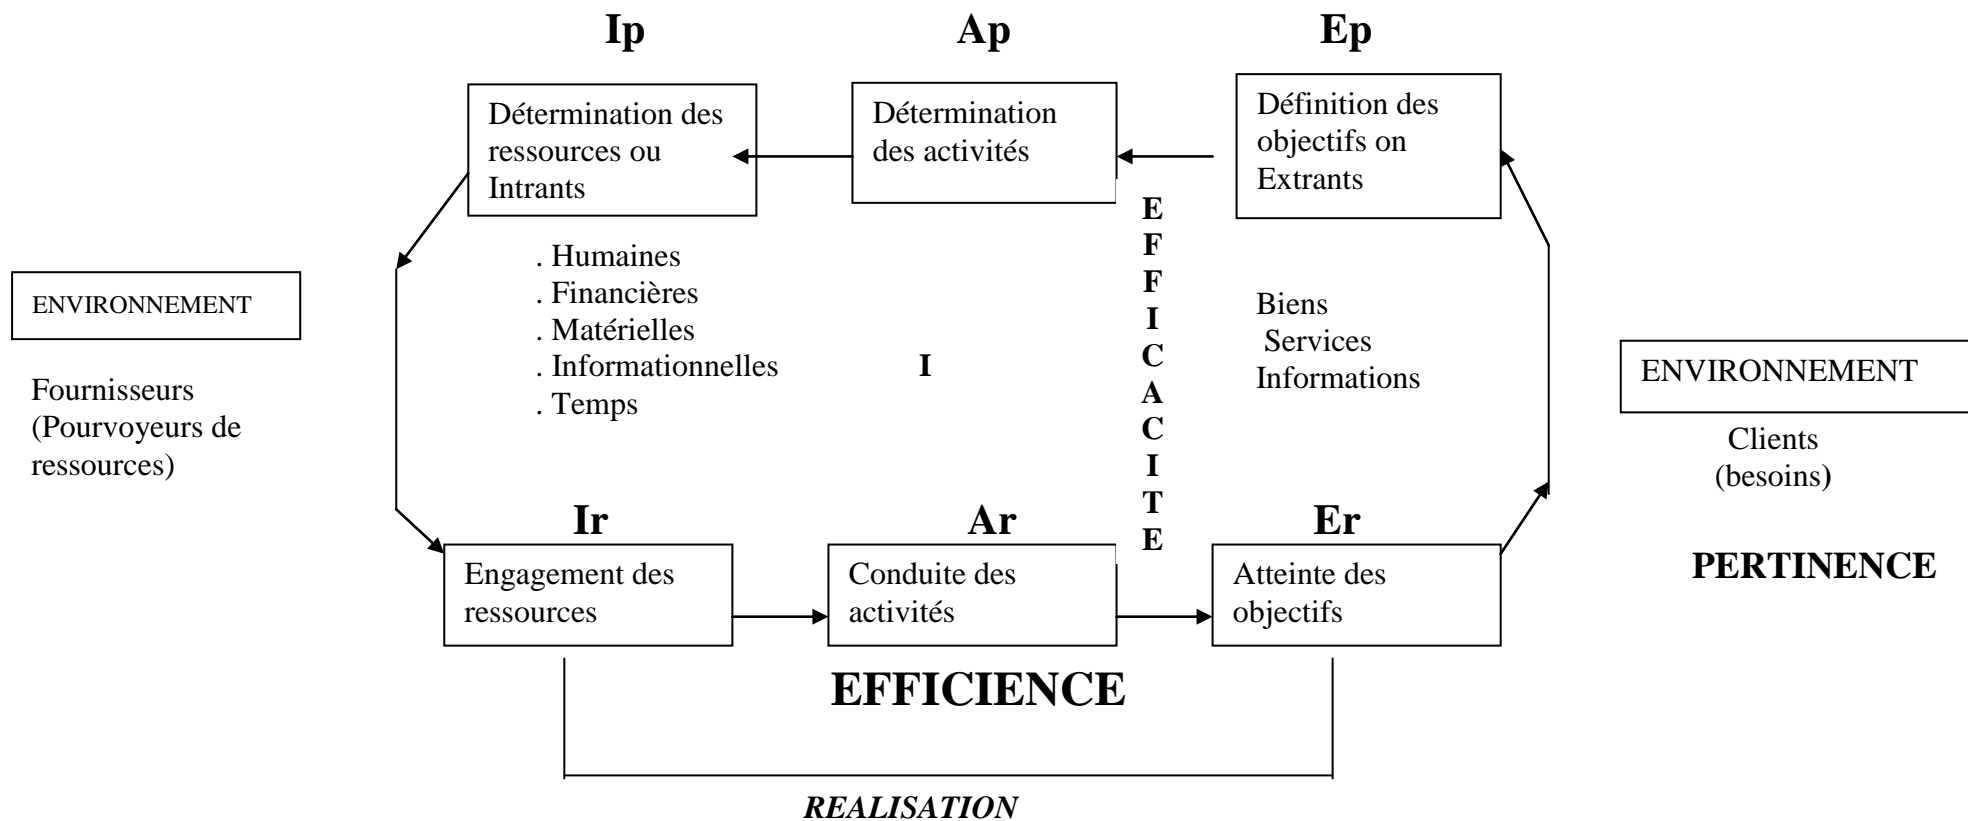 Ip
Ap
Ep
Détermination des
ressources ou
Intrants
Détermination
des activités
Définition des
objectifs on
Extrants
. Humaines
. Financières
. Matérielles
. Informationnelles
. Temps
I
E
F
F
I
C
A
C
I
T
E
Biens
Services
Informations
ENVIRONNEMENT
Fournisseurs
(Pourvoyeurs de
ressources)
ENVIRONNEMENT
Clients
(besoins)
PERTINENCE
Ir
Ar
Er
Engagement des
ressources
Conduite des
activités
Atteinte des
objectifs
EFFICIENCE
REALISATION